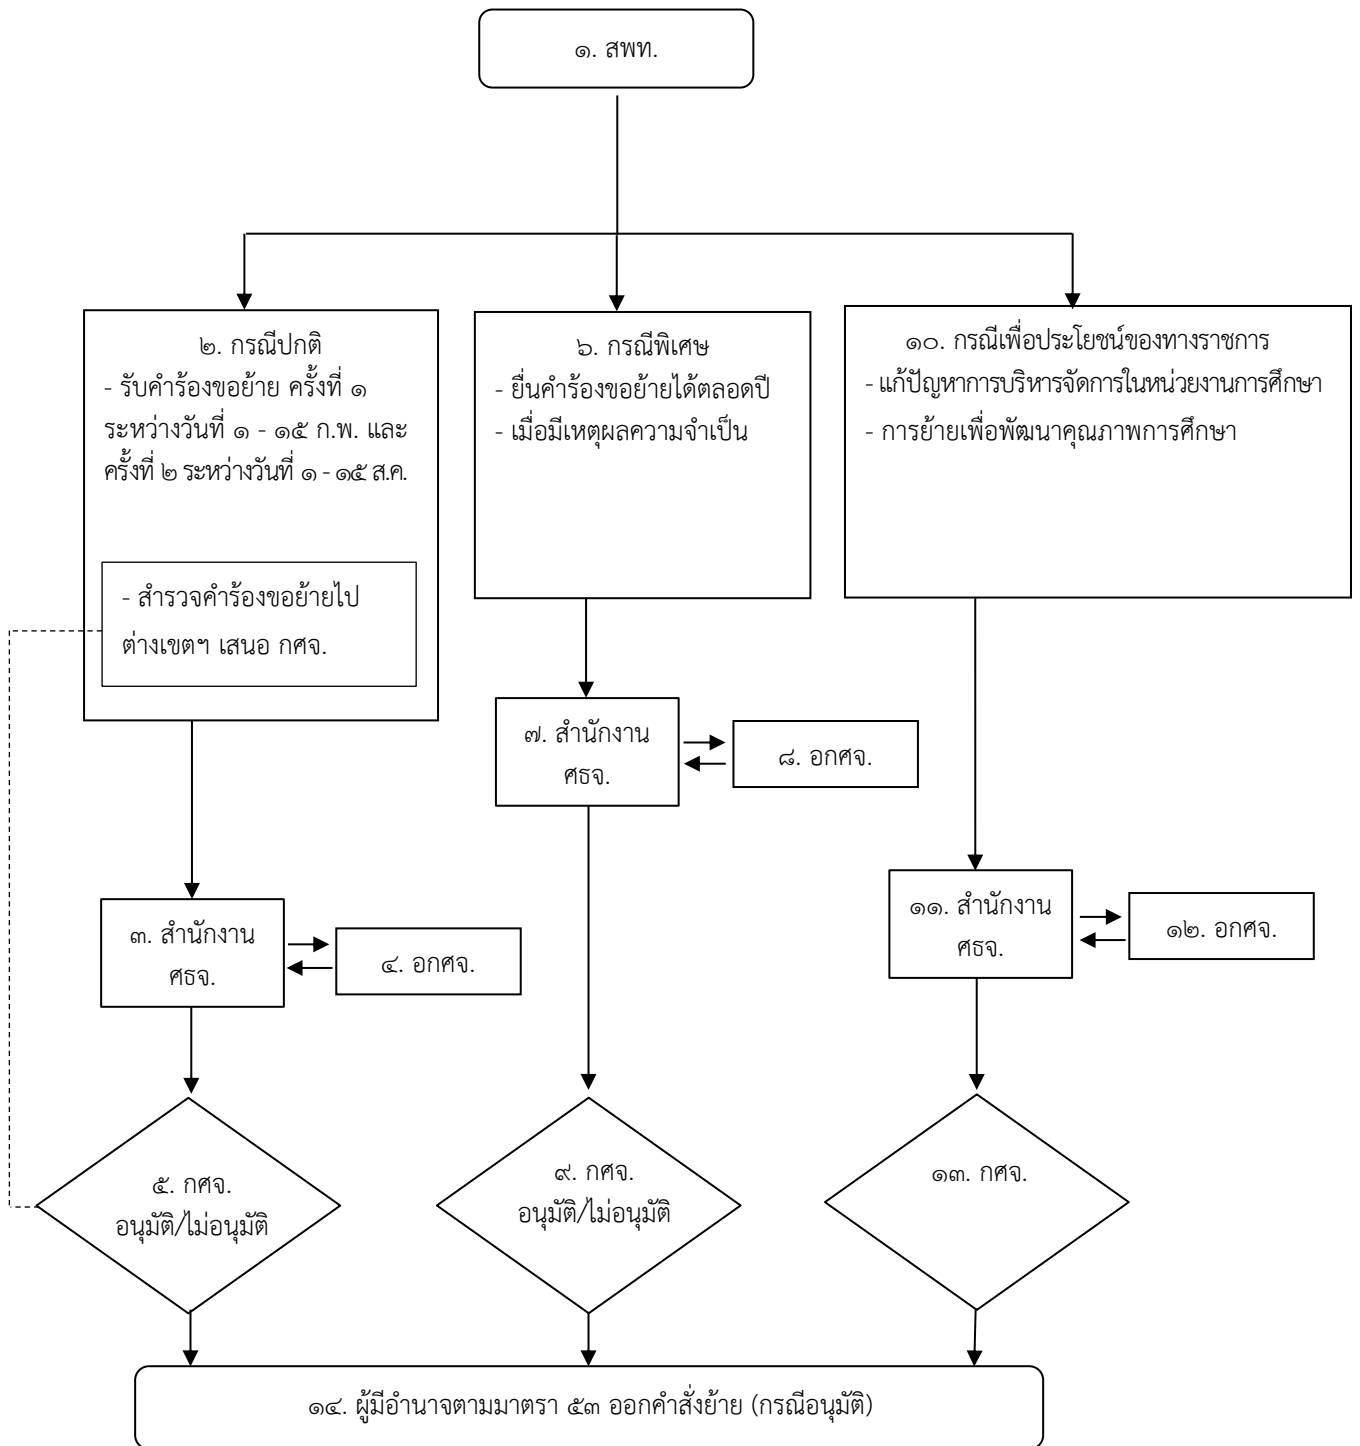 ๑. สพท.
๒. กรณีปกติ
- รับคำร้องขอย้าย ครั้งที่ ๑
ระหว่างวันที่ ๑ - ๑๕ ก.พ. และ
ครั้งที่ ๒ ระหว่างวันที่ ๑ - ๑๕ ส.ค.
- สำรวจคำร้องขอย้ายไป
ต่างเขตฯ เสนอ กศจ.
๓. สำนักงาน
ศธจ.
๔. อกศจ.
๕. กศจ.
อนุมัติ/ไม่อนุมัติ
๖. กรณีพิเศษ
- ยื่นคำร้องขอย้ายได้ตลอดปี
- เมื่อมีเหตุผลความจำเป็น
๗. สำนักงาน
ศธจ.
๘. อกศจ.
๙. กศจ.
อนุมัติ/ไม่อนุมัติ
๑๐. กรณีเพื่อประโยชน์ของทางราชการ
- แก้ปัญหาการบริหารจัดการในหน่วยงานการศึกษา
- การย้ายเพื่อพัฒนาคุณภาพการศึกษา
๑๑. สำนักงาน
ศธจ.
๑๒. อกศจ.
๑๓. กศจ.
๑๔. ผู้มีอำนาจตามมาตรา ๕๓ ออกคำสั่งย้าย (กรณีอนุมัติ)